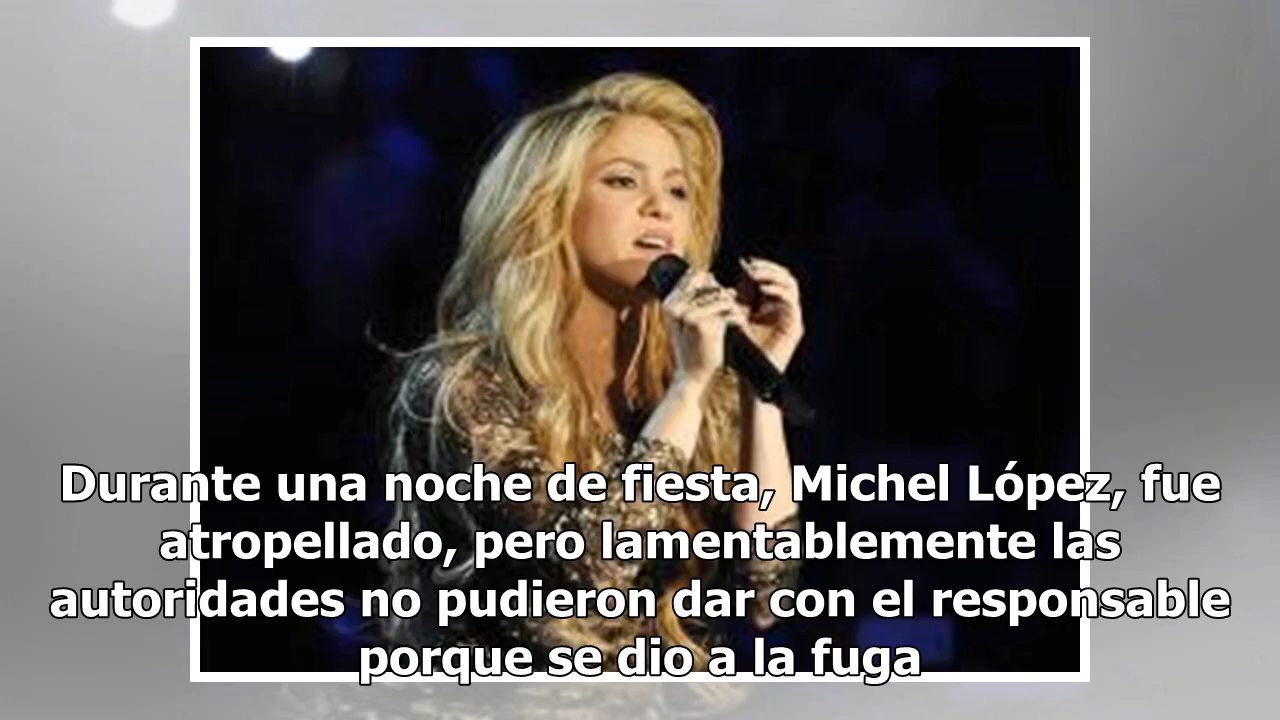 Durante una noche de fiesta, Michel López, fue
atropellado, pero lamentablemente las
autoridades no pudieron dar con el responsable
porque se dio a la fuga